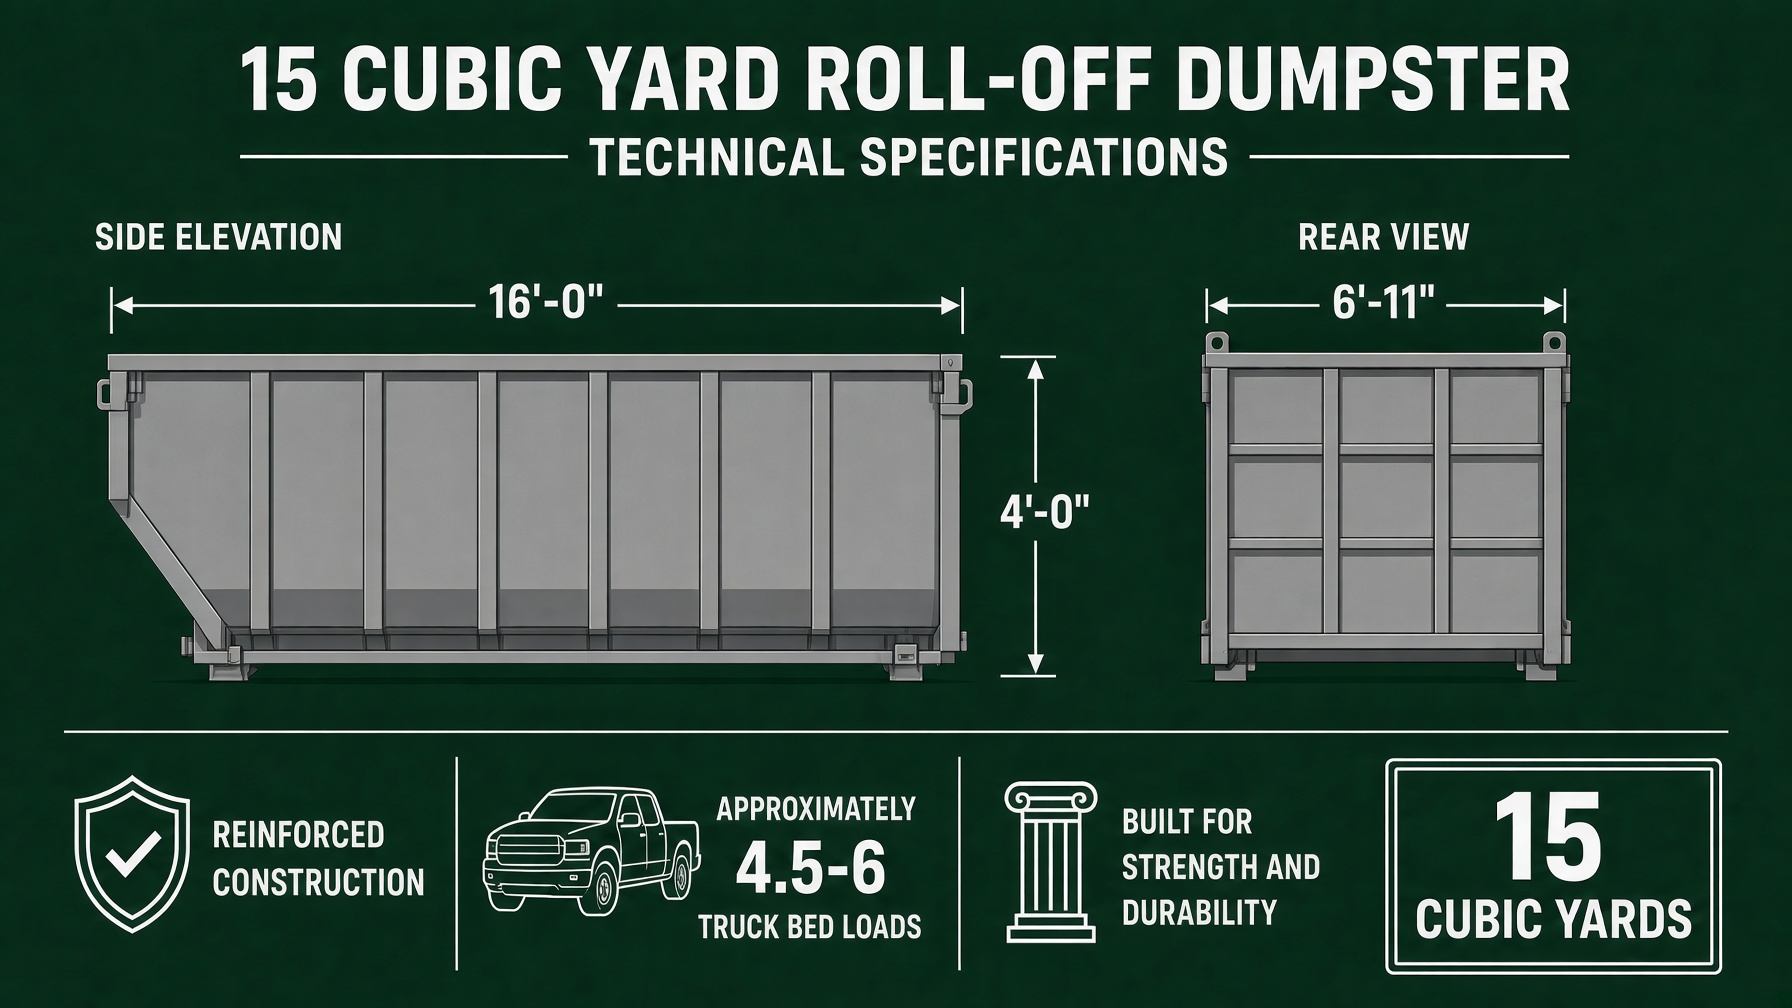 15 CUBIC YARD ROLL-OFF DUMPSTER
TECHNICAL SPECIFICATIONS
SIDE ELEVATION
REAR VIEW
16'-0"
6'-11"
4'-0"
REINFORCED
CONSTRUCTION
APPROXIMATELY
4.5-6
TRUCK BED LOADS
BUILT FOR
STRENGTH AND
DURABILITY
15
CUBIC YARDS